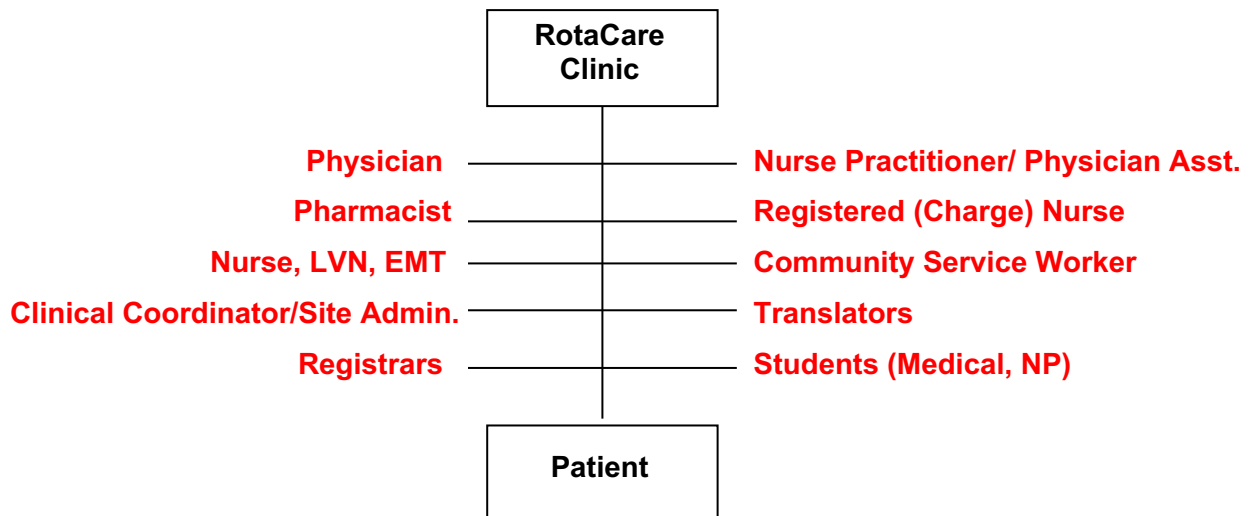 RotaCare
Clinic
Physician
Nurse Practitioner/ Physician Asst.
Pharmacist
Registered (Charge) Nurse
Nurse, LVN, EMT
Community Service Worker
Clinical Coordinator/Site Admin.
Translators
Registrars
Students (Medical, NP)
Patient